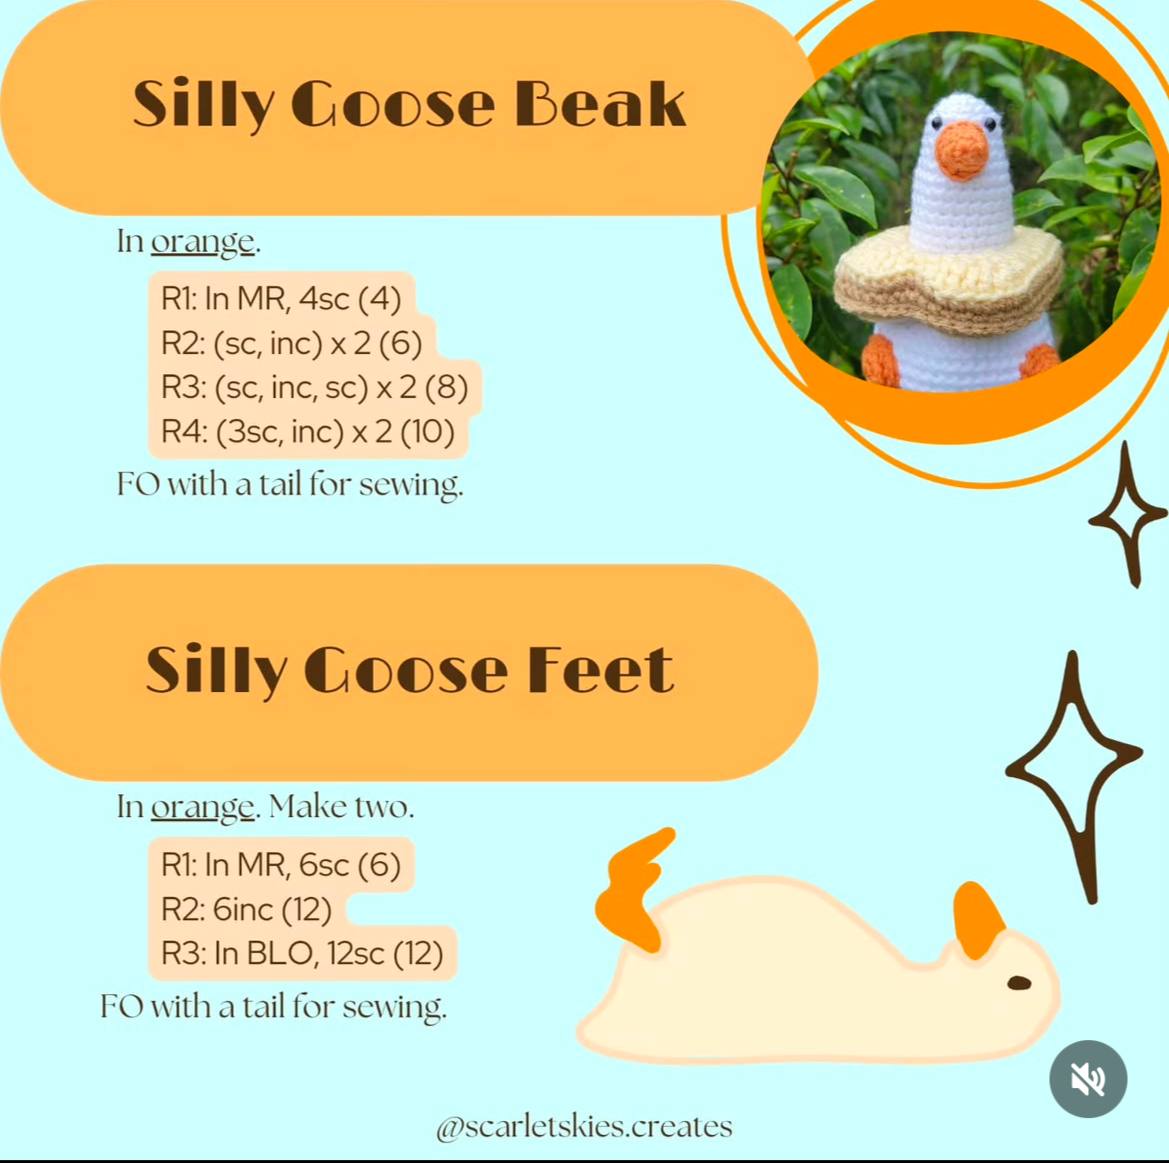 Silly Goose Beak
In orange.
R1: In MR, 4sc (4)
R2: (sc, inc) x 2 (6)
R3: (sc, inc, sc) x 2 (8)
R4: (3sc, inc) x 2 (10)
FO with a tail for sewing.
Silly Goose Feet
In orange. Make two.
R1: In MR, 6sc (6)
R2: 6inc (12)
R3: In BLO, 12sc (12)
FO with a tail for sewing.
@scarletskies.creates